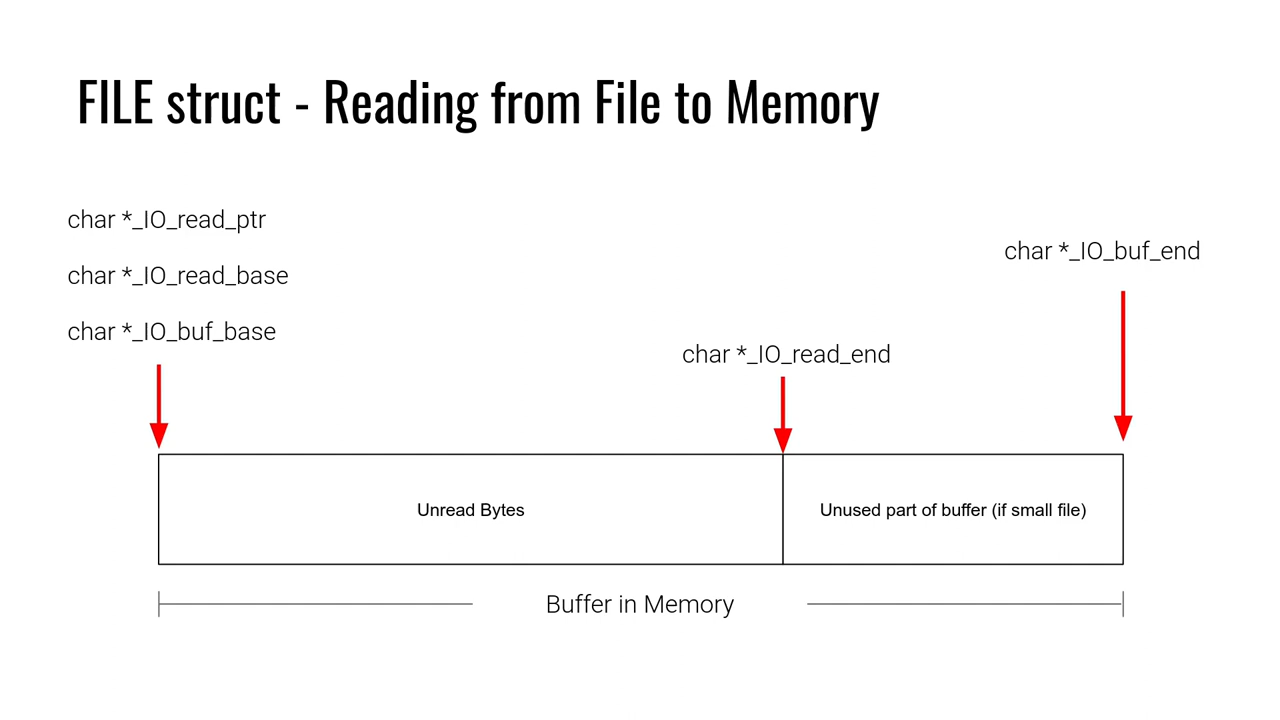 FILE struct - Reading from File to Memory
char *_IO_read_ptr
char *_IO_read_base
char *_IO_buf_base
char *_IO_buf_end
char *_IO_read_end
Unread Bytes
Unused part of buffer (if small file)
Buffer in Memory